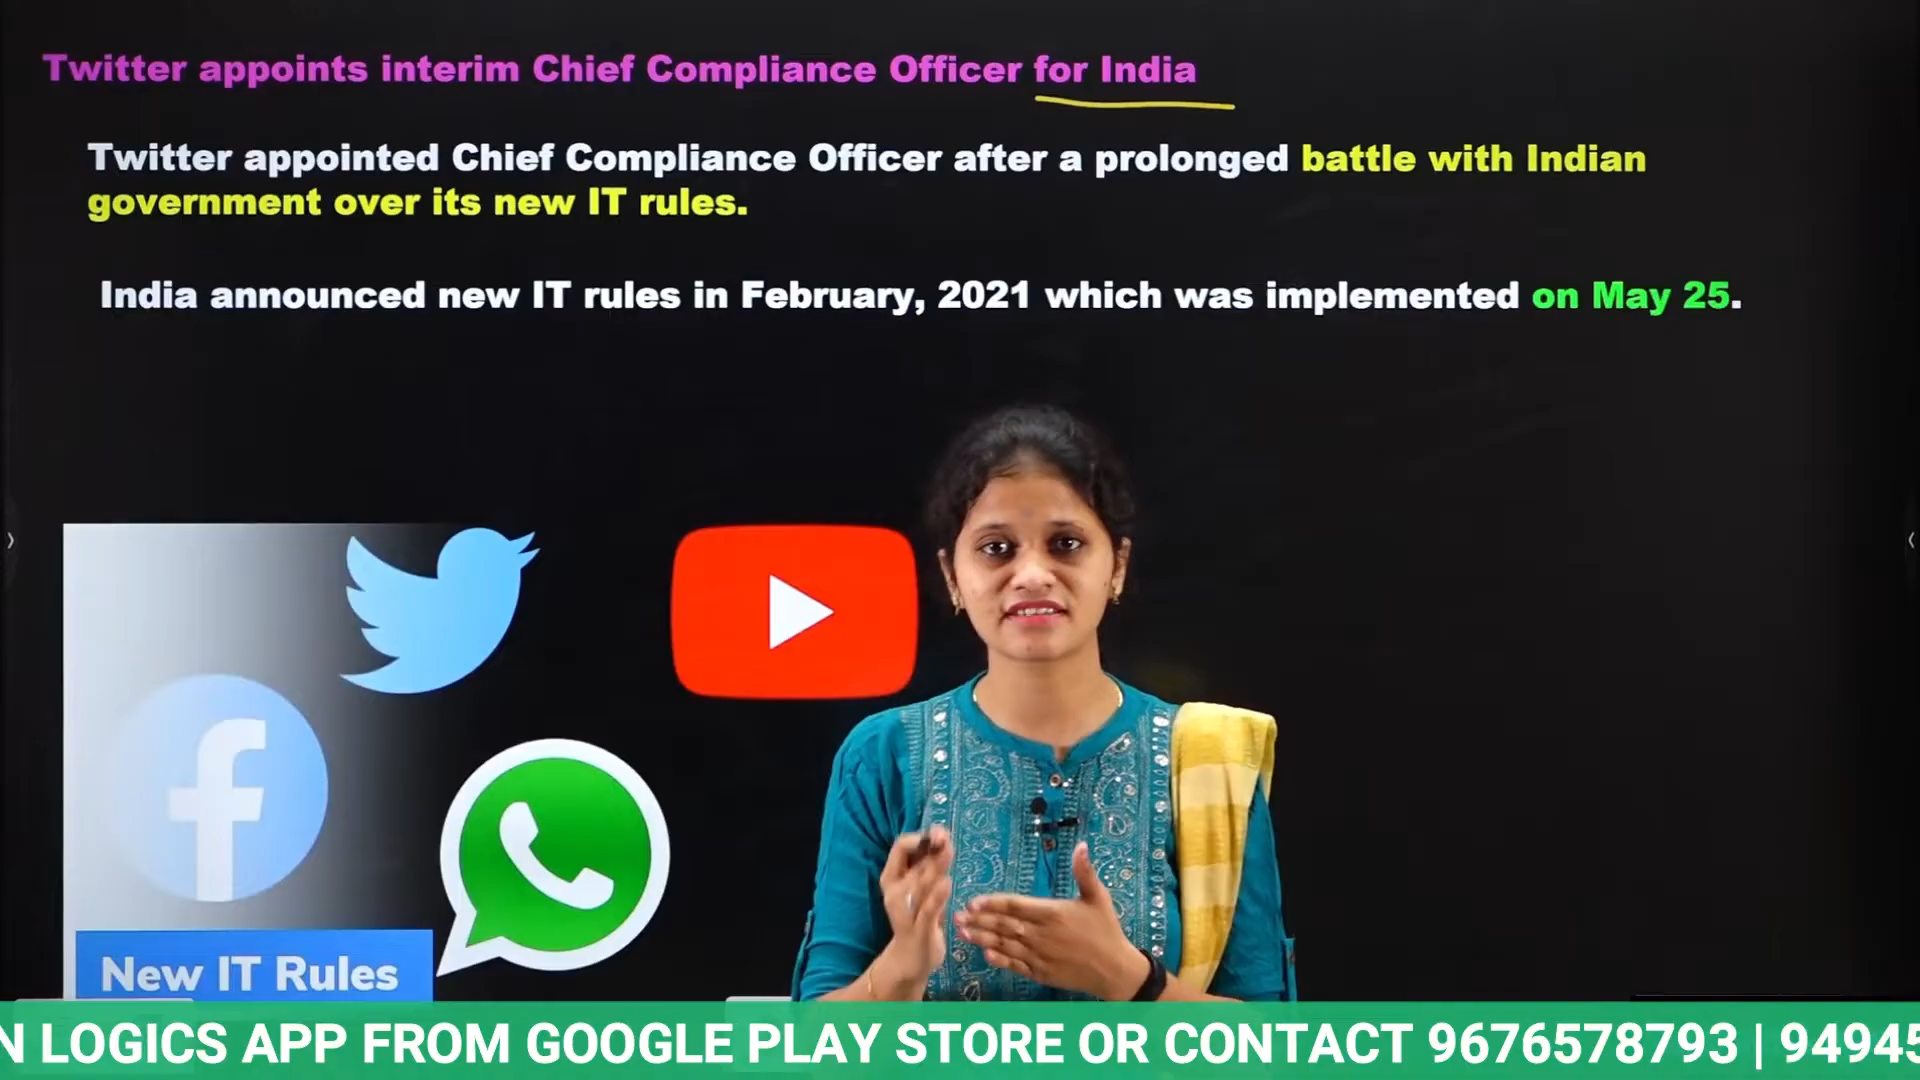 Twitter appoints interim Chief Compliance Officer for India
Twitter appointed Chief Compliance Officer after a prolonged battle with Indian
government over its new IT rules.
India announced new IT rules in February, 2021 which was implemented on May 25.
f
New IT Rules
N LOGICS APP FROM GOOGLE PLAY STORE OR CONTACT 9676578793 | 94945